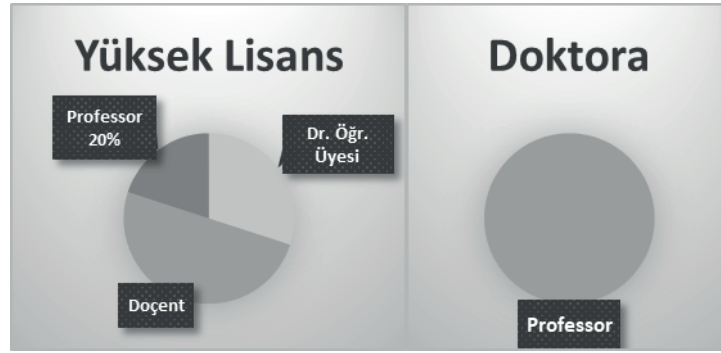 Yüksek Lisans
Professor
20%
Dr. Öğr.
Üyesi
Doçent
Doktora
Professor